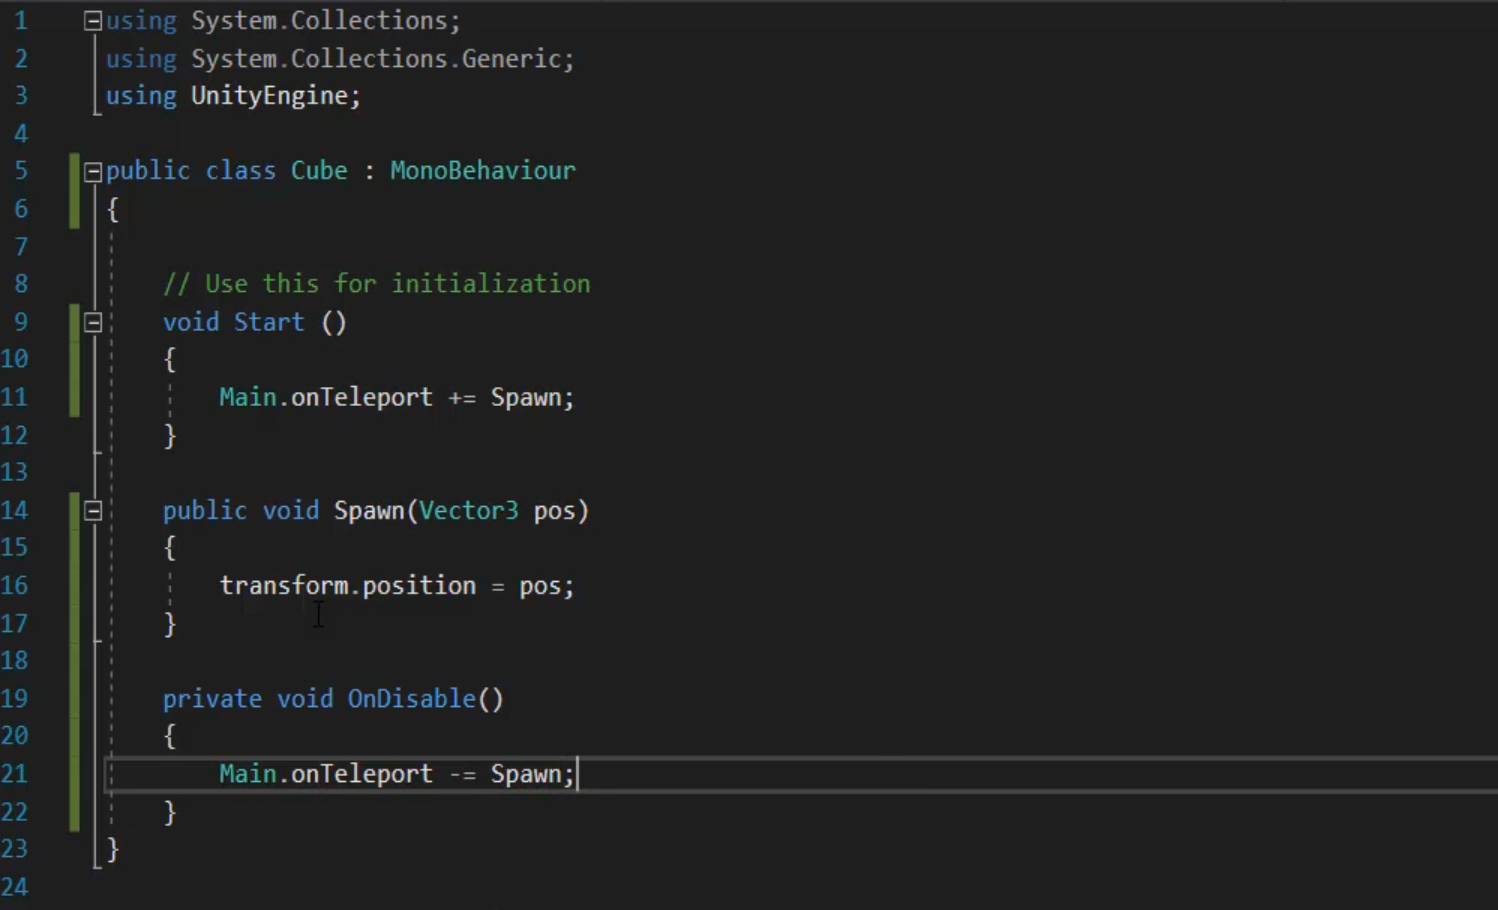 1 using System.Collections;
2 using System.Collections.Generic;
3 using UnityEngine;
4
5 public class Cube : MonoBehaviour
6 {
7
8 // Use this for initialization
9 void Start ()
10 {
11 Main.onTeleport += Spawn;
12 }
13
14 public void Spawn(Vector3 pos)
15 {
16 transform.position = pos;
17 }
18
19 private void OnDisable()
20 {
21 Main.onTeleport -= Spawn;
22 }
23 }
24